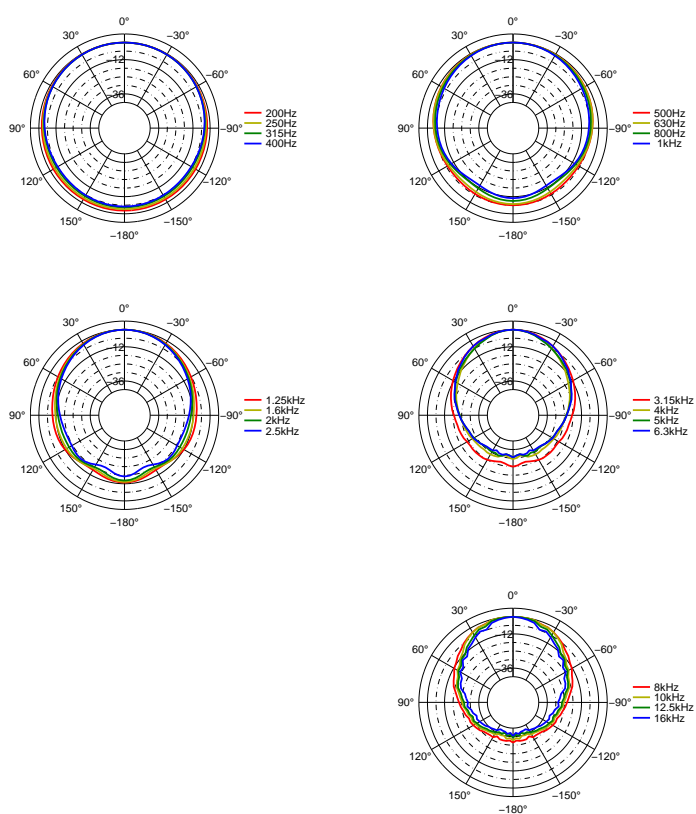 0° 0°
30° −30° 30° −30°
−12 −12
60° −60° 60° −60°
−36 −36
200Hz 500Hz
250Hz 630Hz
90° −90° 315Hz 90° −90° 800Hz
400Hz 1kHz
120° −120° 120° −120°
150° −150° 150° −150°
−180° −180°
0° 0°
30° −30° 30° −30°
−12 −12
60° −60° 60° −60°
−36 −36
1.25kHz 3.15kHz
1.6kHz 4kHz
90° −90° 2kHz 90° −90° 5kHz
2.5kHz 6.3kHz
120° −120° 120° −120°
150° −150° 150° −150°
−180° −180°
0°
30° −30°
−12
60° −60°
−36
8kHz
10kHz
90° −90° 12.5kHz
16kHz
120° −120°
150° −150°
−180°